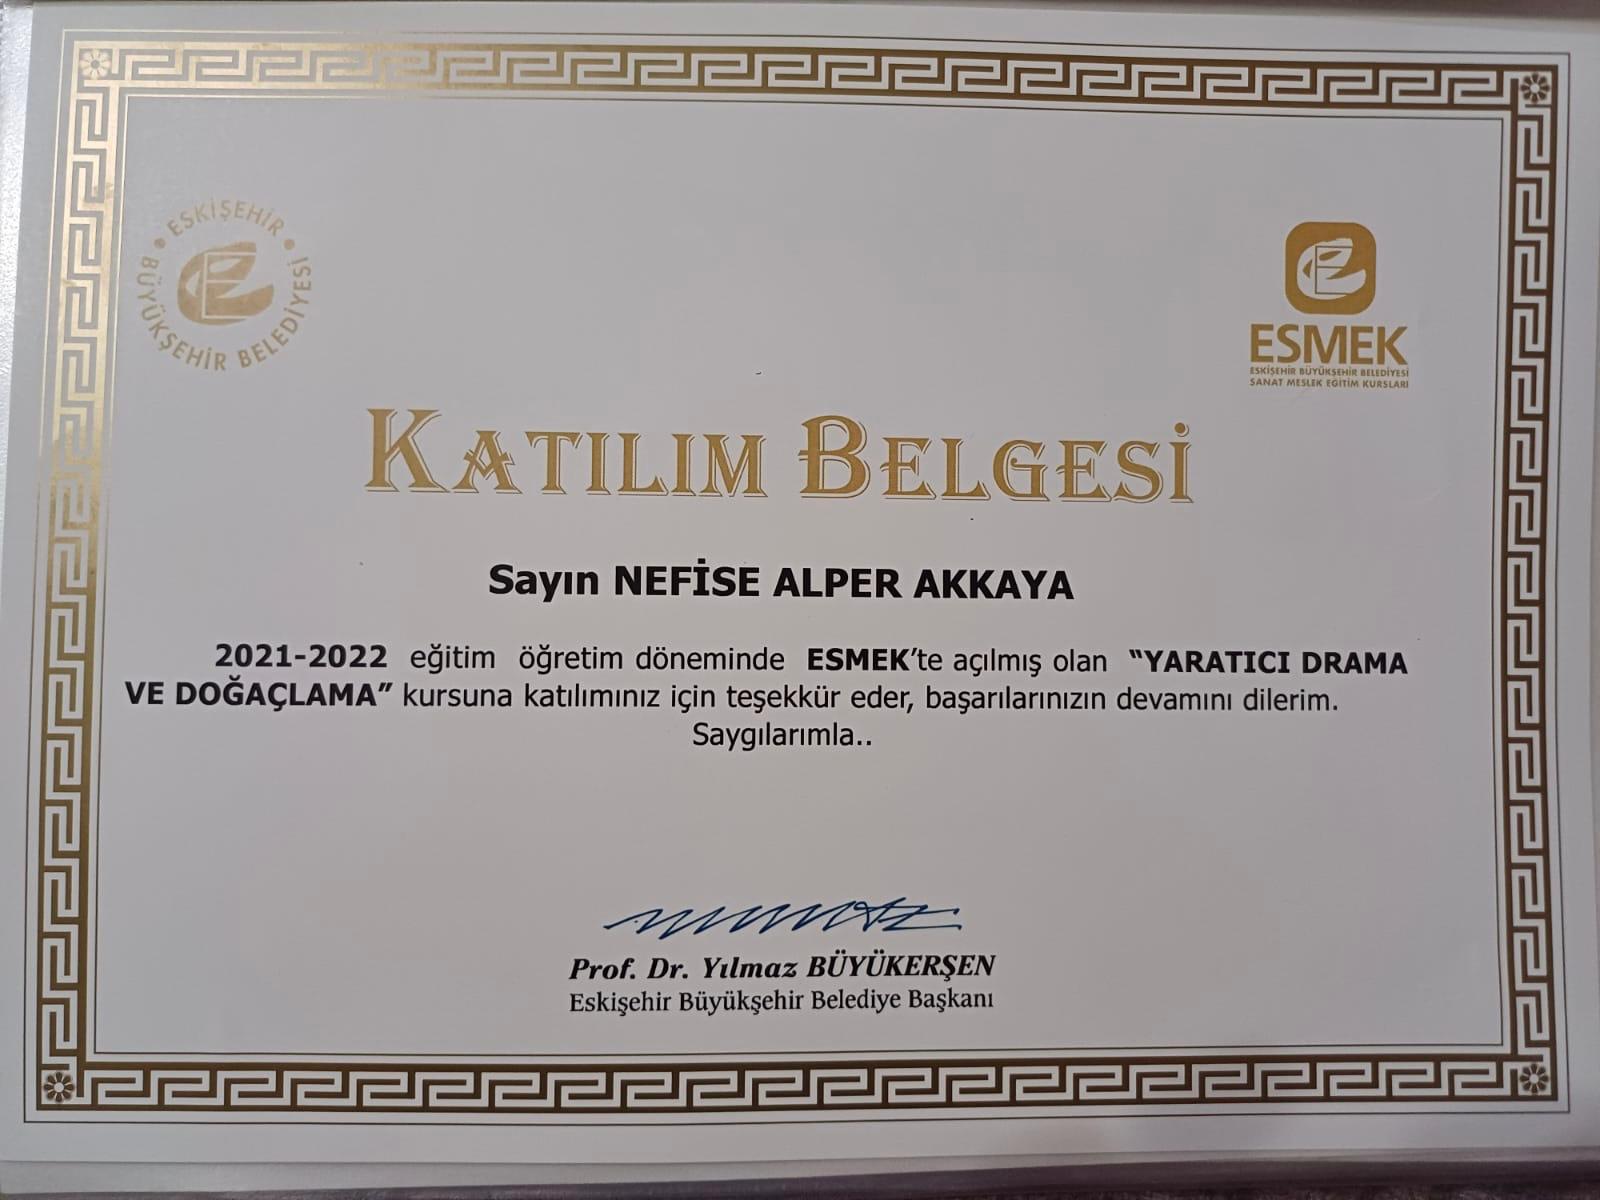 ESKİŞEHİR
BÜYÜKŞEHİR BELEDİYESİ
ESMEK
ESKİŞEHİR BÜYÜKŞEHİR BELEDİYESİ
SANAT MESLEK EĞİTİM KURSLARI
KATILIM BELGESİ
Sayın NEFİSE ALPER AKKAYA
2021-2022 eğitim öğretim döneminde ESMEK'te açılmış olan "YARATICI DRAMA
VE DOĞAÇLAMA" kursuna katılımınız için teşekkür eder, başarılarınızın devamını dilerim.
Saygılarımla..
Prof. Dr. Yılmaz BÜYÜKERŞEN
Eskişehir Büyükşehir Belediye Başkanı